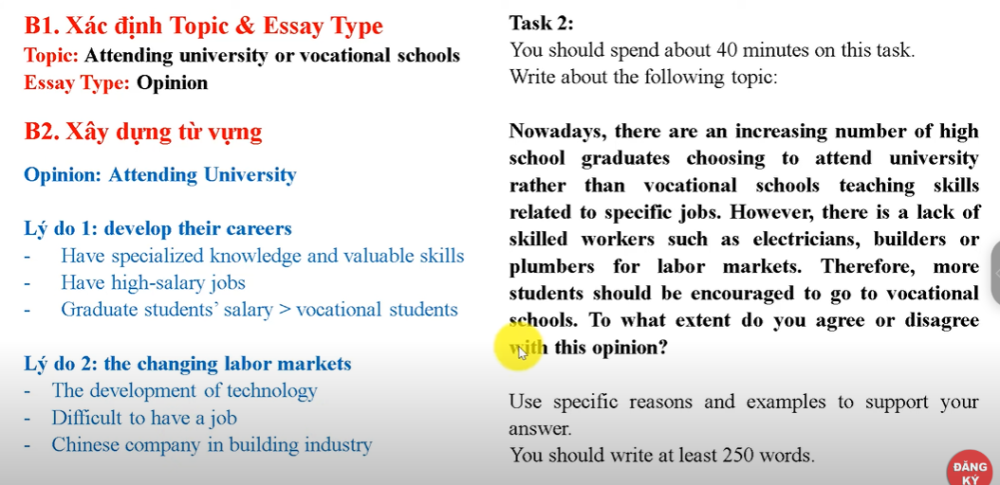 B1. Xác định Topic & Essay Type
Topic: Attending university or vocational schools
Essay Type: Opinion
B2. Xây dựng từ vựng
Opinion: Attending University
Lý do 1: develop their careers
- Have specialized knowledge and valuable skills
- Have high-salary jobs
- Graduate students’ salary > vocational students
Lý do 2: the changing labor markets
- The development of technology
- Difficult to have a job
- Chinese company in building industry
Task 2:
You should spend about 40 minutes on this task.
Write about the following topic:
Nowadays, there are an increasing number of high
school graduates choosing to attend university
rather than vocational schools teaching skills
related to specific jobs. However, there is a lack of
skilled workers such as electricians, builders or
plumbers for labor markets. Therefore, more
students should be encouraged to go to vocational
schools. To what extent do you agree or disagree
with this opinion?
Use specific reasons and examples to support your
answer.
You should write at least 250 words.
ĐĂNG
KÝ